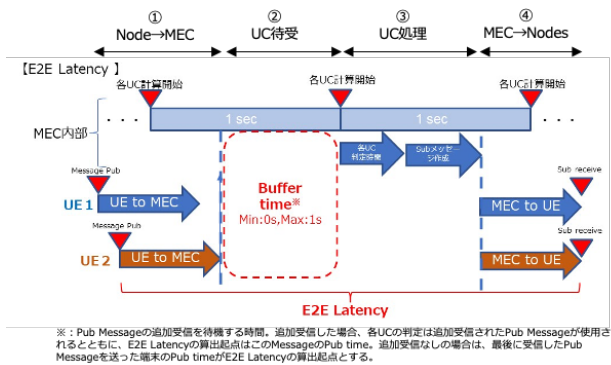 ① ② ③ ④
Node→MEC UC待受 UC処理 MEC→Nodes
【E2E Latency 】
各UC計算開始 各UC計算開始 各UC計算開始
・・・ 1 sec 1 sec ・・・
MEC内部
各UC Subメッセー
ジ作成
Message Pub Buffer Sub receive
UE 1 UE to MEC time※ MEC to UE
Min:0s,Max:1s
Message Pub Sub receive
UE 2 UE to MEC MEC to UE
E2E Latency
※：Pub Messageの追加受信を待機する時間。追加受信した場合、各UCの判定は追加受信されたPub Messageが使用さ
れるとともに、E2E Latencyの算出起点はこのMessageのPub time。追加受信なしの場合は、最後に受信したPub
Messageを送った端末のPub timeがE2E Latencyの算出起点とする。